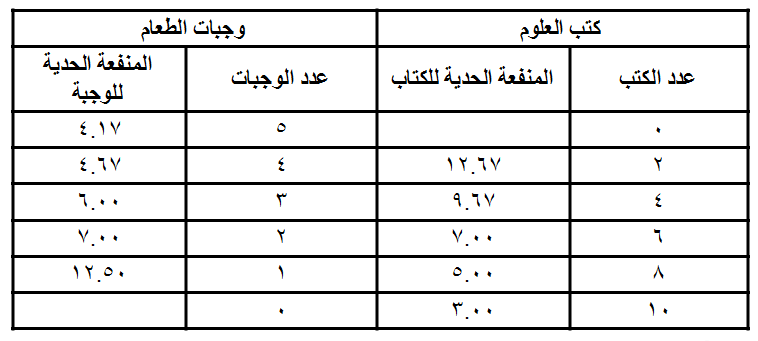 كتب العلوم وجبات الطعام
عدد الكتب المنفعة الحدية للكتاب عدد الوجبات المنفعة الحدية للوجبة
٠ ٥ ٤.١٧
٢ ١٢.٦٧ ٤ ٤.٦٧
٤ ٩.٦٧ ٣ ٦.٠٠
٦ ٧.٠٠ ٢ ٧.٠٠
٨ ٥.٠٠ ١ ١٢.٥٠
١٠ ٣.٠٠ ٠